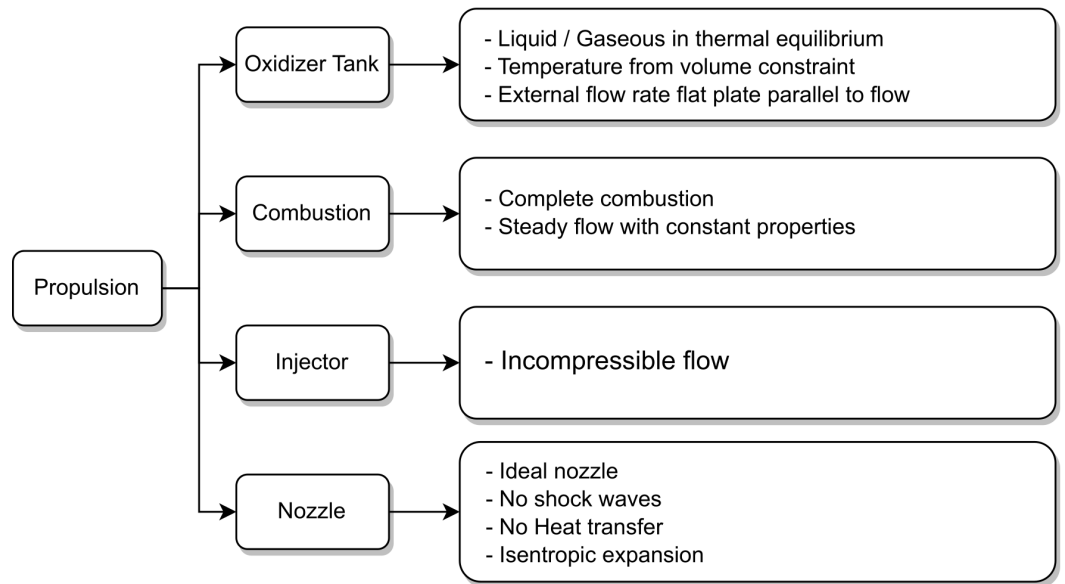 Propulsion
Oxidizer Tank
- Liquid / Gaseous in thermal equilibrium
- Temperature from volume constraint
- External flow rate flat plate parallel to flow
Combustion
- Complete combustion
- Steady flow with constant properties
Injector
- Incompressible flow
Nozzle
- Ideal nozzle
- No shock waves
- No Heat transfer
- Isentropic expansion